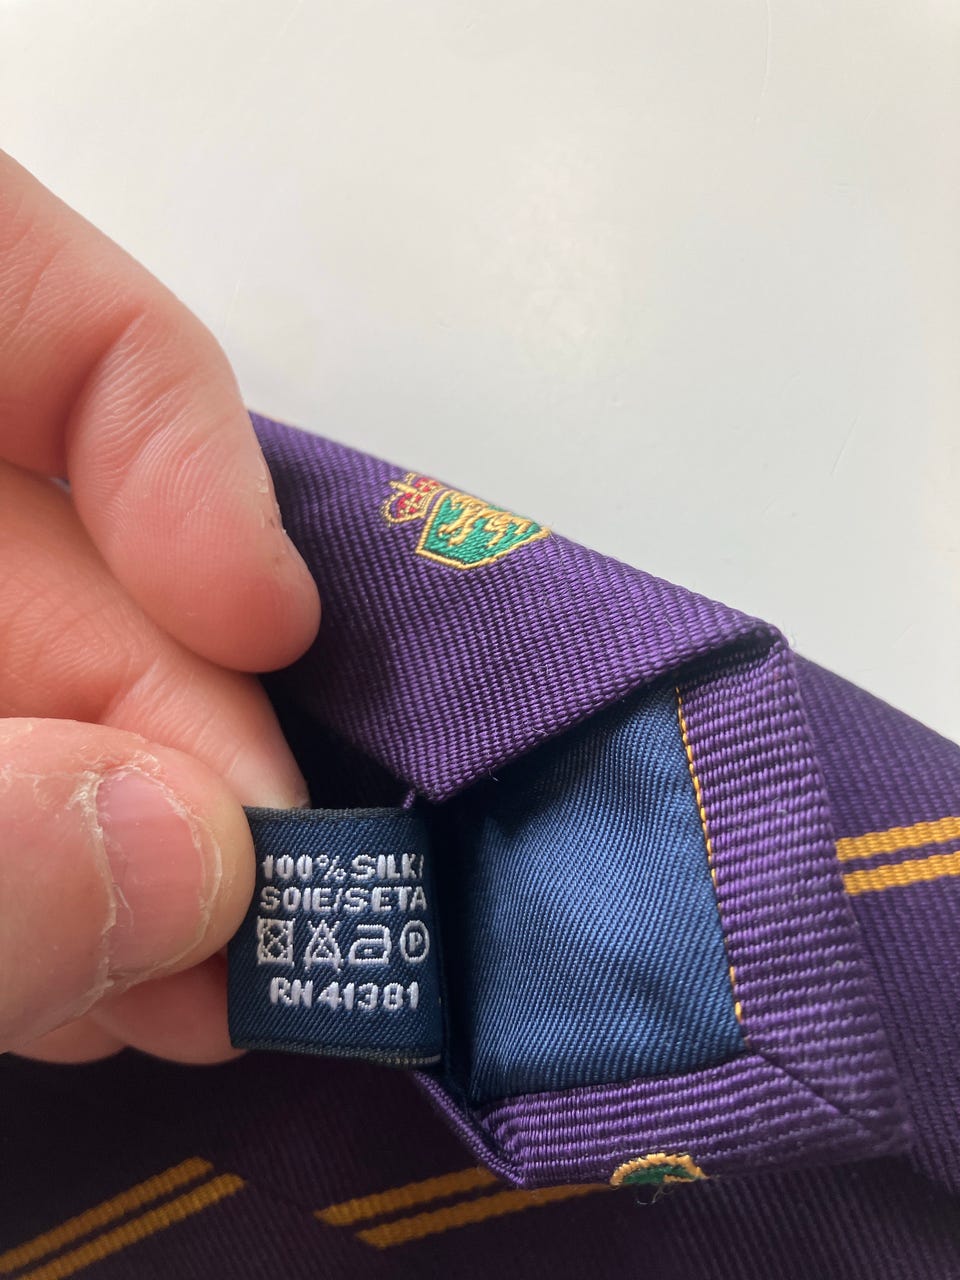 100% SILK/
SOIE/SETA
P
RN 41381